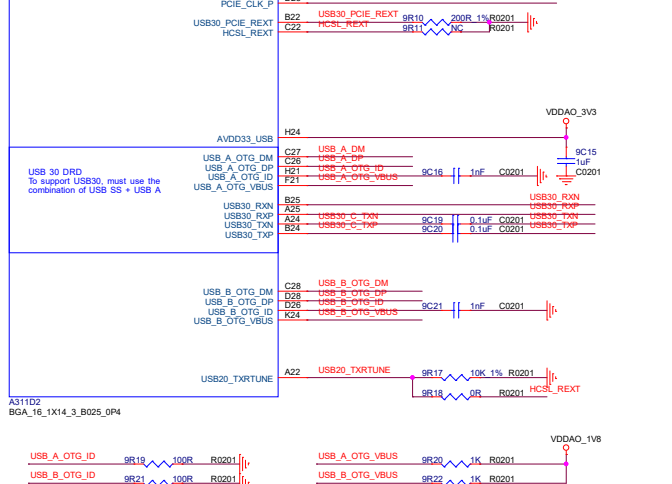 PCIE_CLK_P
USB30_PCIE_REXT B22 USB30_PCIE_REXT 9R10 200R 1% R0201
HCSL_REXT C22 HCSL_REXT 9R11 NC R0201
VDDAO_3V3
AVDD33_USB H24
9C15
1uF
C0201
USB 30 DRD
To support USB30, must use the
combination of USB SS + USB A
USB_A_OTG_DM C27 USB_A_DM
USB_A_OTG_DP C26 USB_A_DP
USB_A_OTG_ID H21 USB_A_OTG_ID 9C16 1nF C0201
USB_A_OTG_VBUS F21 USB_A_OTG_VBUS
USB30_RXN B25 USB30_RXN
USB30_RXP A25 USB30_RXP
USB30_TXN A24 USB30_C_TXN 9C19 0.1uF C0201 USB30_TXN
USB30_TXP B24 USB30_C_TXP 9C20 0.1uF C0201 USB30_TXP
USB_B_OTG_DM C28 USB_B_OTG_DM
USB_B_OTG_DP D28 USB_B_OTG_DP
USB_B_OTG_ID D26 USB_B_OTG_ID 9C21 1nF C0201
USB_B_OTG_VBUS K24 USB_B_OTG_VBUS
USB20_TXRTUNE A22 USB20_TXRTUNE 9R17 10K 1% R0201
9R18 0R R0201 HCSL_REXT
A311D2
BGA_16_1X14_3_B025_0P4
VDDAO_1V8
USB_A_OTG_ID 9R19 100R R0201 USB_A_OTG_VBUS 9R20 1K R0201
USB_B_OTG_ID 9R21 100R R0201 USB_B_OTG_VBUS 9R22 1K R0201